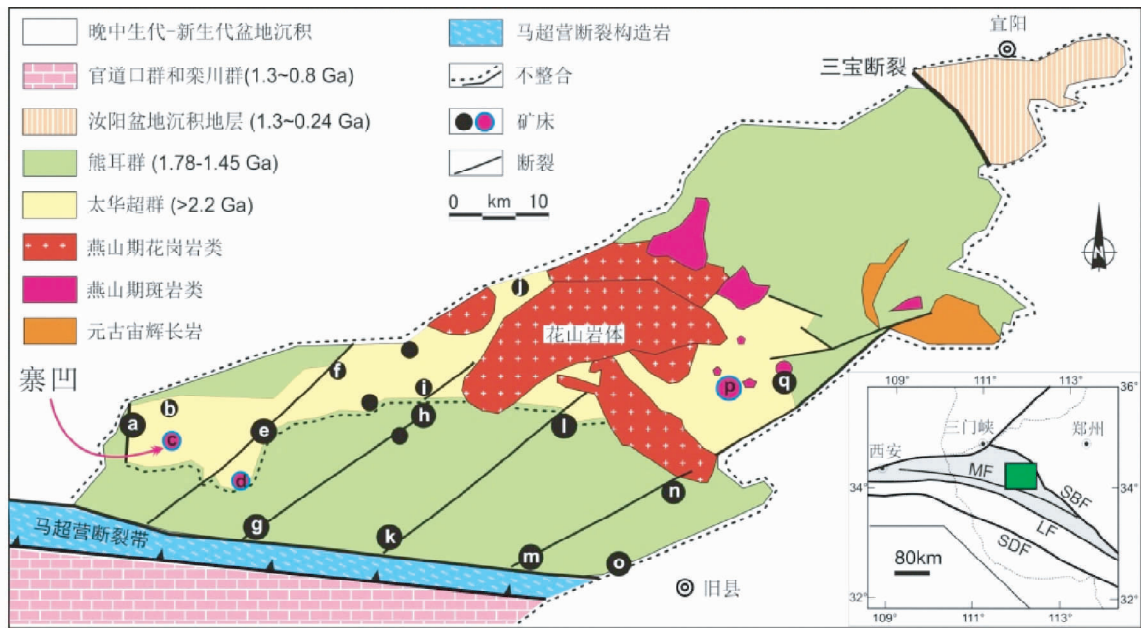 晚中生代-新生代盆地沉积
官道口群和栾川群(1.3~0.8 Ga)
汝阳盆地沉积地层 (1.3~0.24 Ga)
熊耳群 (1.78-1.45 Ga)
太华超群 (>2.2 Ga)
燕山期花岗岩类
燕山期斑岩类
元古宙辉长岩
马超营断裂构造岩
不整合
矿床
断裂
0 km 10
宜阳
三宝断裂
N
花山岩体
寨凹
a
b
c
d
e
f
g
h
i
j
k
l
m
n
o
p
q
马超营断裂带
旧县
109°
111°
113°
36°
三门峡
郑州
西安
MF
SBF
LF
SDF
34°
34°
80km
32°
32°
109°
111°
113°